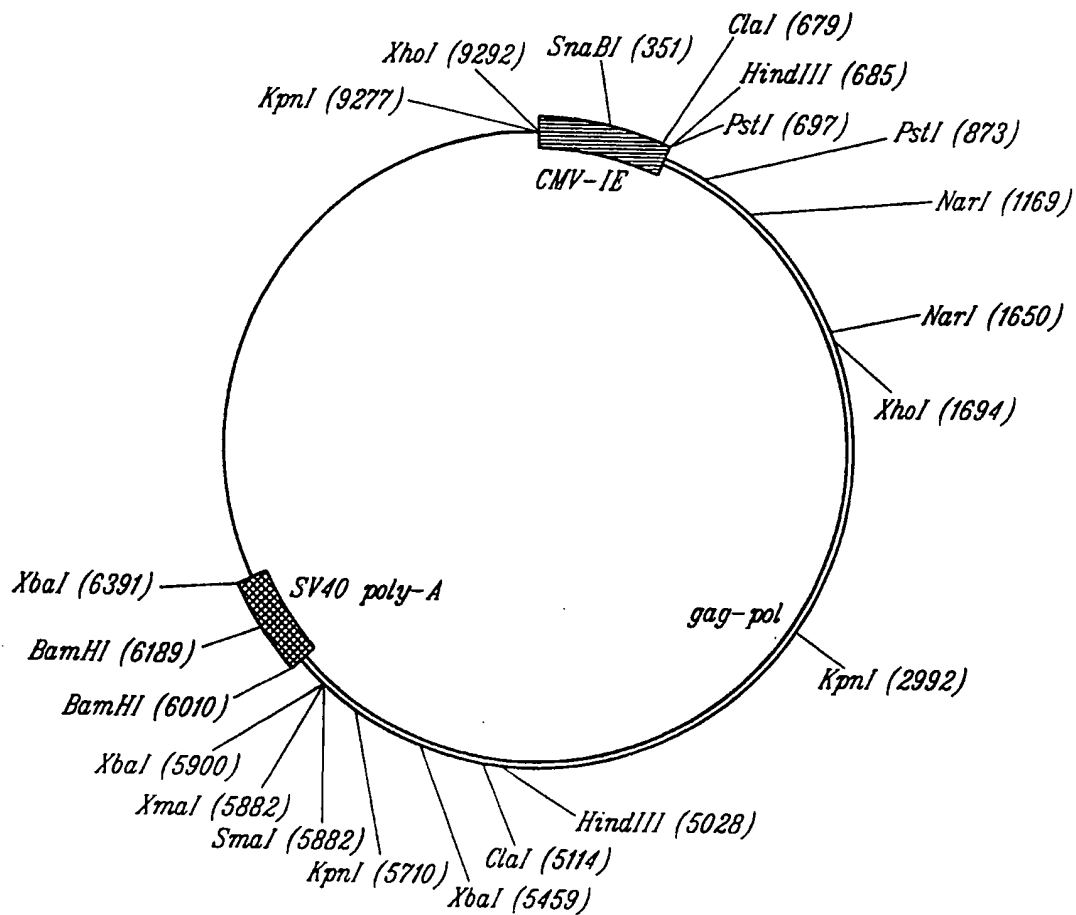 XhoI (9292)
SnaBI (351)
ClaI (679)
KpnI (9277)
HindIII (685)
PstI (697)
PstI (873)
CMV-IE
NarI (1169)
NarI (1650)
XhoI (1694)
XbaI (6391)
SV40 poly-A
gag-pol
BamHI (6189)
KpnI (2992)
BamHI (6010)
XbaI (5900)
XmaI (5882)
SmaI (5882)
HindIII (5028)
KpnI (5710)
ClaI (5114)
XbaI (5459)